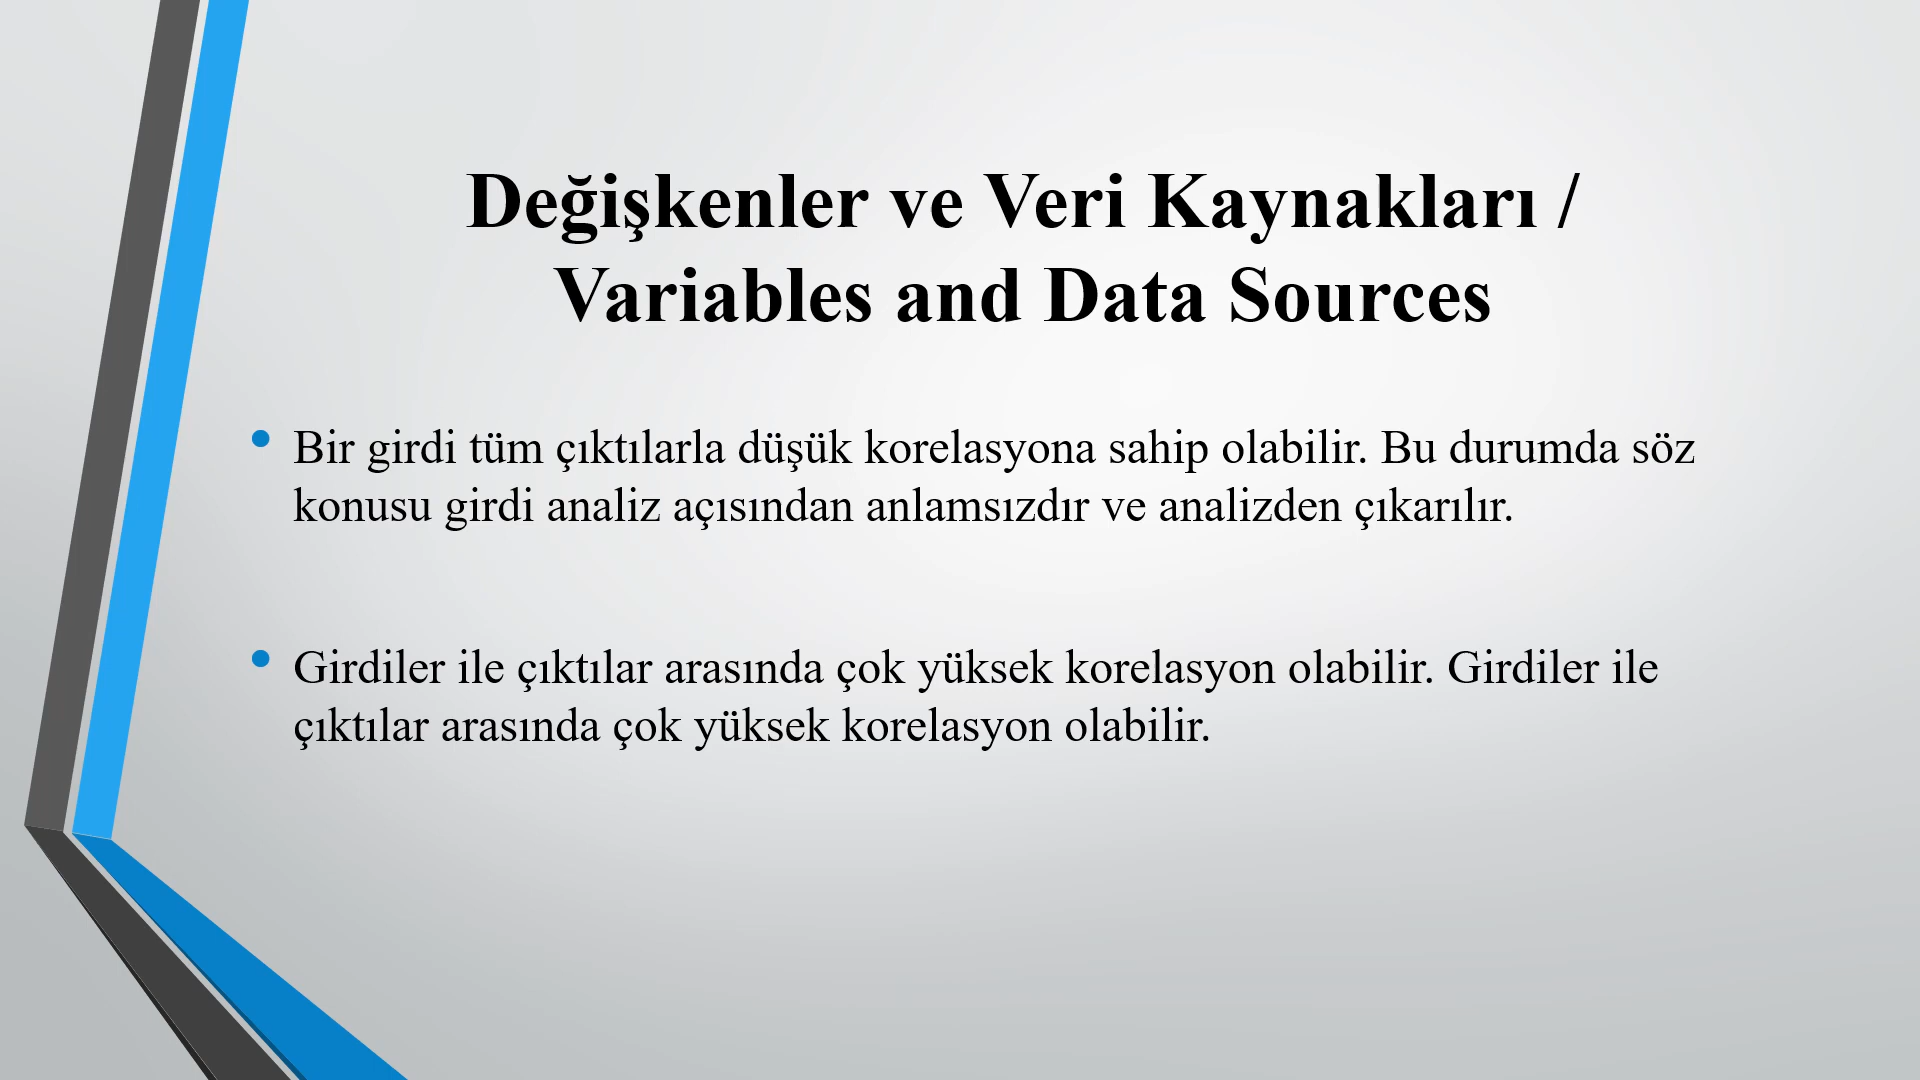 Değişkenler ve Veri Kaynakları /
Variables and Data Sources
• Bir girdi tüm çıktılarla düşük korelasyona sahip olabilir. Bu durumda söz
konusu girdi analiz açısından anlamsızdır ve analizden çıkarılır.
• Girdiler ile çıktılar arasında çok yüksek korelasyon olabilir. Girdiler ile
çıktılar arasında çok yüksek korelasyon olabilir.